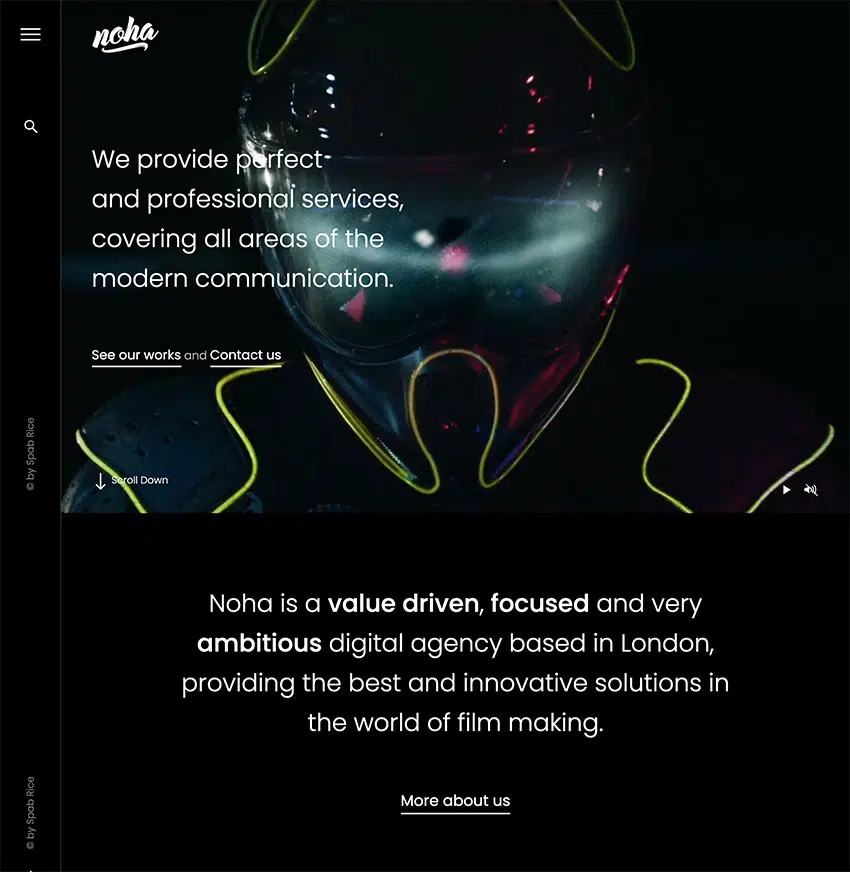 noha
We provide perfect
and professional services,
covering all areas of the
modern communication.
See our works and Contact us
© by Spab Rice
Scroll Down
Noha is a value driven, focused and very
ambitious digital agency based in London,
providing the best and innovative solutions in
the world of film making.
More about us
© by Spab Rice